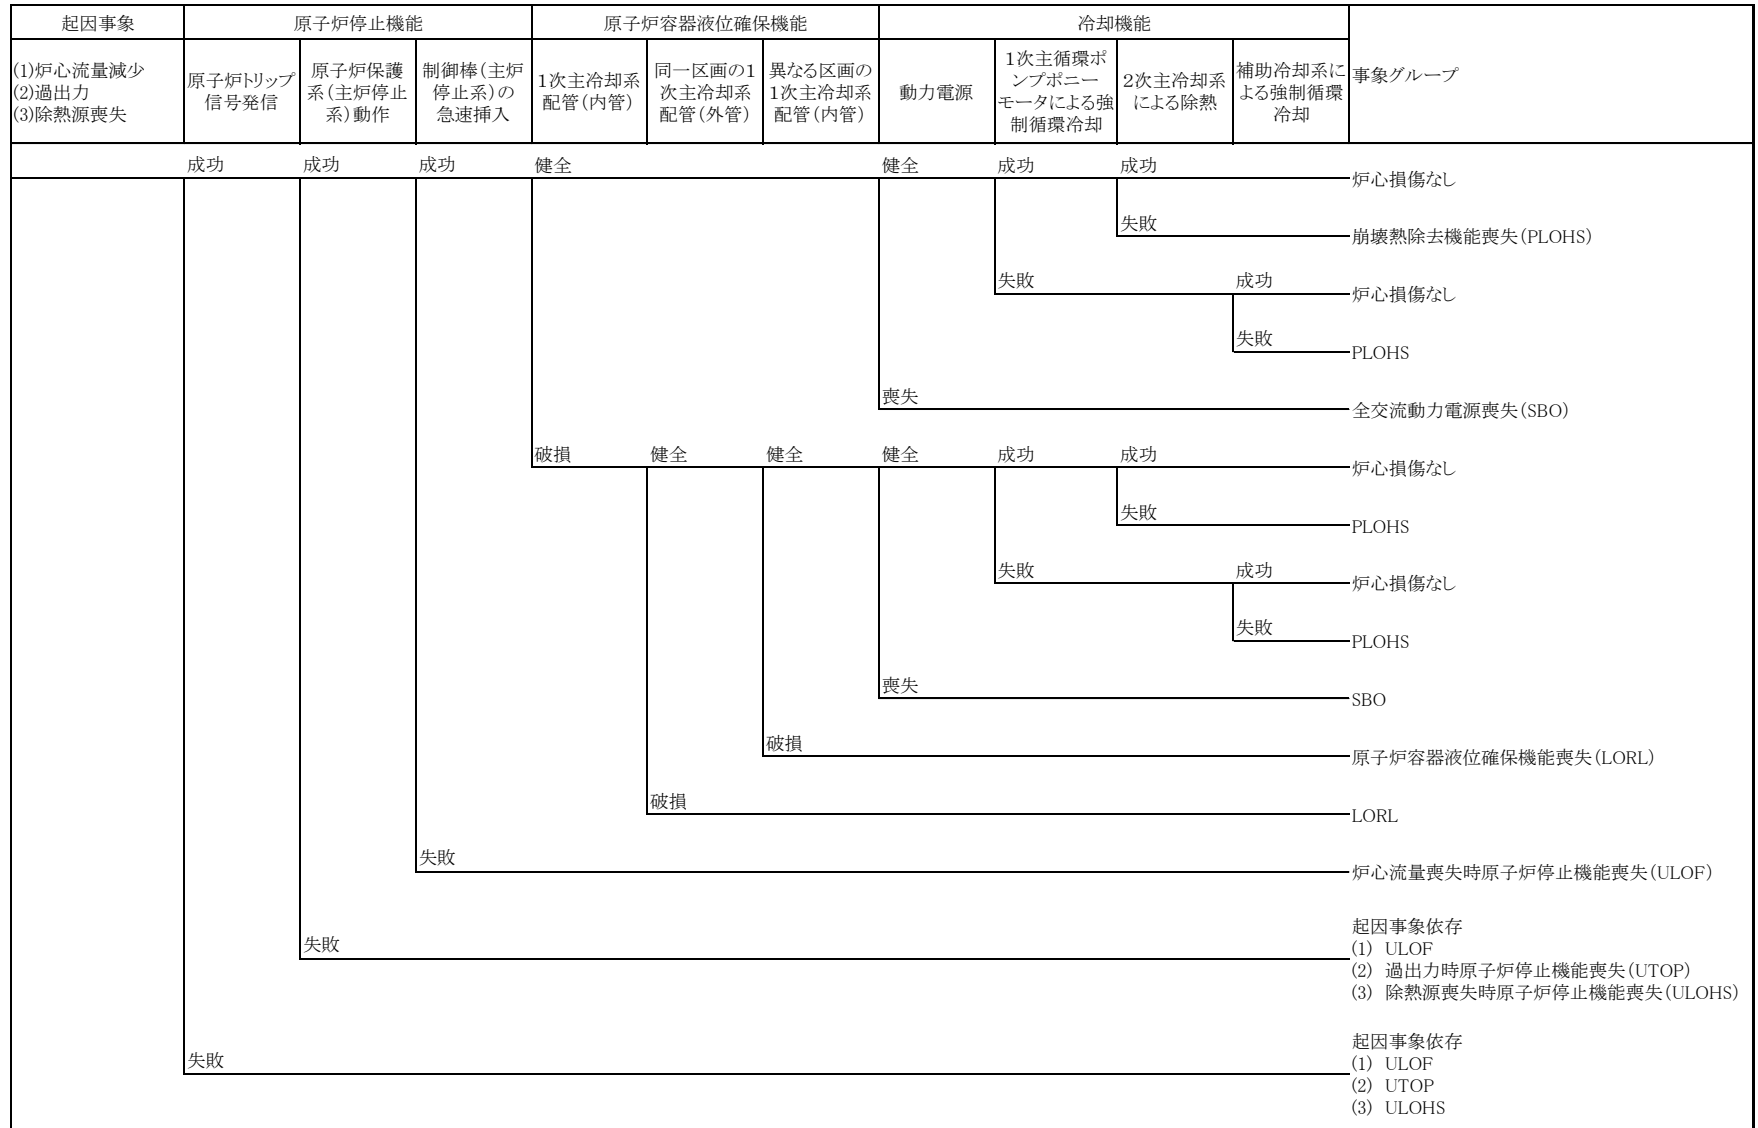 起因事象
原子炉停止機能
原子炉容器液位確保機能
冷却機能
事象グループ
(1)炉心流量減少
(2)過出力
(3)除熱源喪失
原子炉トリップ
信号発信
原子炉保護
系（主炉停止
系）動作
制御棒（主炉
停止系）の
急速挿入
1次主冷却系
配管（内管）
同一区画の1
次主冷却系
配管（外管）
異なる区画の
1次主冷却系
配管（内管）
動力電源
1次主循環ポ
ンプポニー
モータによる強
制循環冷却
2次主冷却系
による除熱
補助冷却系に
よる強制循環
冷却
成功
成功
成功
健全
健全
成功
成功
炉心損傷なし
失敗
崩壊熱除去機能喪失（PLOHS）
失敗
成功
炉心損傷なし
失敗
PLOHS
喪失
全交流動力電源喪失（SBO）
破損
健全
健全
健全
成功
成功
炉心損傷なし
失敗
PLOHS
失敗
成功
炉心損傷なし
失敗
PLOHS
喪失
SBO
破損
原子炉容器液位確保機能喪失（LORL）
破損
LORL
失敗
炉心流量喪失時原子炉停止機能喪失（ULOF）
失敗
起因事象依存
(1) ULOF
(2) 過出力時原子炉停止機能喪失（UTOP）
(3) 除熱源喪失時原子炉停止機能喪失（ULOHS）
失敗
起因事象依存
(1) ULOF
(2) UTOP
(3) ULOHS